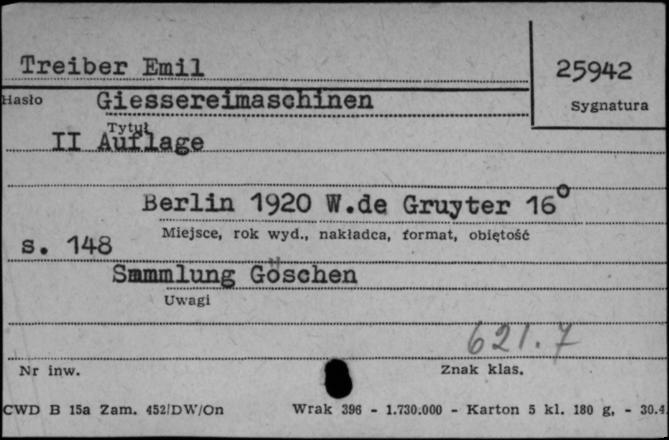 Treiber Emil
25942
Hasło
Giessereimaschinen
Sygnatura
Tytuł
II Auflage
Berlin 1920 W.de Gruyter 16°
Miejsce, rok wyd., nakładca, format, obiętość
s. 148
Sammlung Göschen
Uwagi
621.7
Nr inw.
Znak klas.
CWD B 15a Zam. 452/DW/On
Wrak 396 - 1.730.000 - Karton 5 kl. 180 g, - 30.4